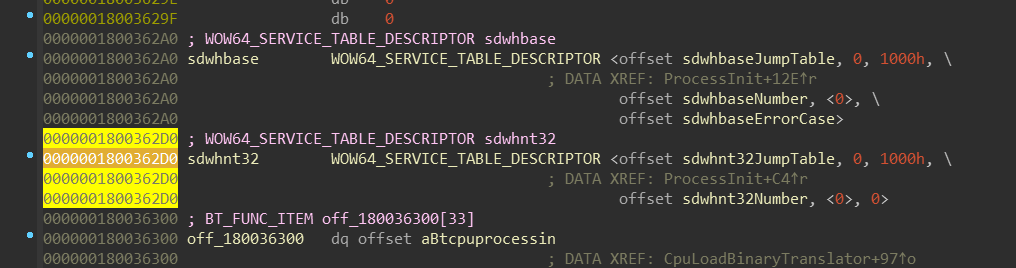 000000018003629E db 0
000000018003629F db 0
00000001800362A0 ; WOW64_SERVICE_TABLE_DESCRIPTOR sdwhbase
00000001800362A0 sdwhbase WOW64_SERVICE_TABLE_DESCRIPTOR <offset sdwhbaseJumpTable, 0, 1000h, \
00000001800362A0 ; DATA XREF: ProcessInit+12E↑r
00000001800362A0 offset sdwhbaseNumber, <0>, \
00000001800362A0 offset sdwhbaseErrorCase>
00000001800362D0 ; WOW64_SERVICE_TABLE_DESCRIPTOR sdwhnt32
00000001800362D0 sdwhnt32 WOW64_SERVICE_TABLE_DESCRIPTOR <offset sdwhnt32JumpTable, 0, 1000h, \
00000001800362D0 ; DATA XREF: ProcessInit+C4↑r
00000001800362D0 offset sdwhnt32Number, <0>, 0>
0000000180036300 ; BT_FUNC_ITEM off_180036300[33]
0000000180036300 off_180036300 dq offset aBtcpuprocessin
0000000180036300 ; DATA XREF: CpuLoadBinaryTranslator+97↑o